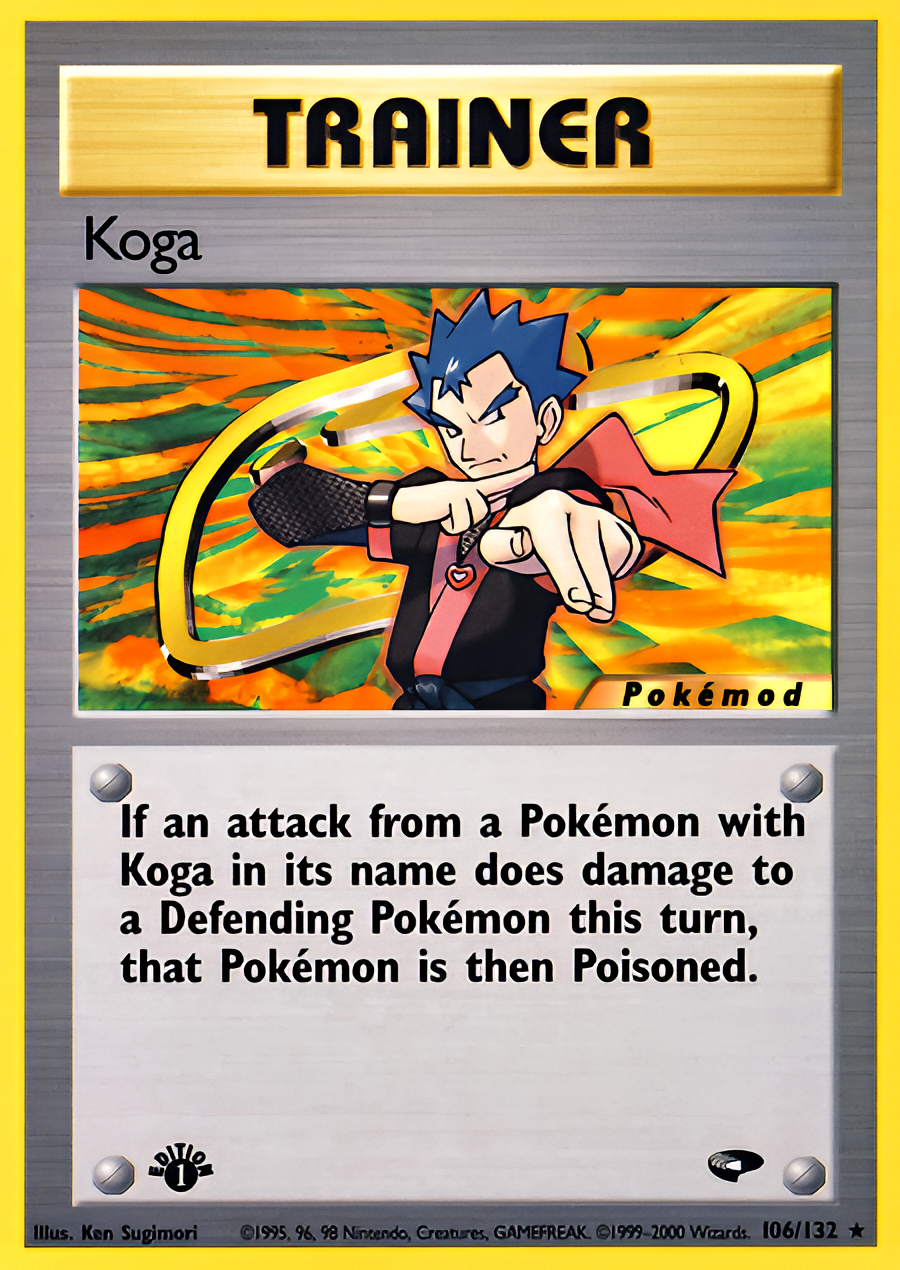 TRAINER
Koga
Pokémod
If an attack from a Pokémon with
Koga in its name does damage to
a Defending Pokémon this turn,
that Pokémon is then Poisoned.
EDITION
1
Illus. Ken Sugimori ©1995, 96, 98 Nintendo, Creatures, GAMEFREAK. ©1999–2000 Wizards. 106/132 ★